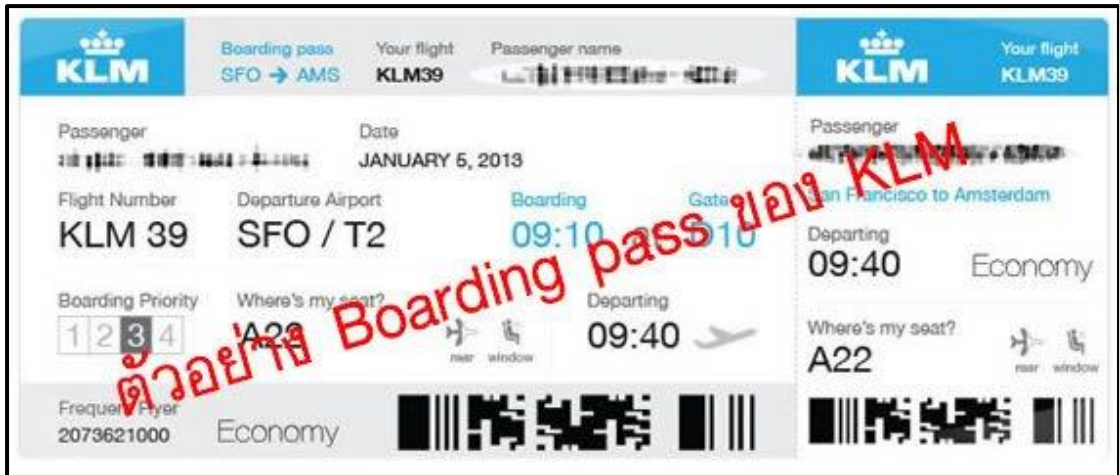 KLM
Boarding pass Your flight Passenger name
SFO → AMS KLM39
KLM
Your flight
KLM39
Passenger Date
JANUARY 5, 2013
Flight Number Departure Airport Boarding Gate
KLM 39 SFO / T2 09:10 D10
Boarding Priority Where's my seat? Departing
1 2 3 4 A22 rear window 09:40
Frequent Flyer
2073621000 Economy
Passenger
San Francisco to Amsterdam
Departing
09:40 Economy
Where's my seat?
A22 rear window
ตัวอย่าง Boarding pass ของ KLM